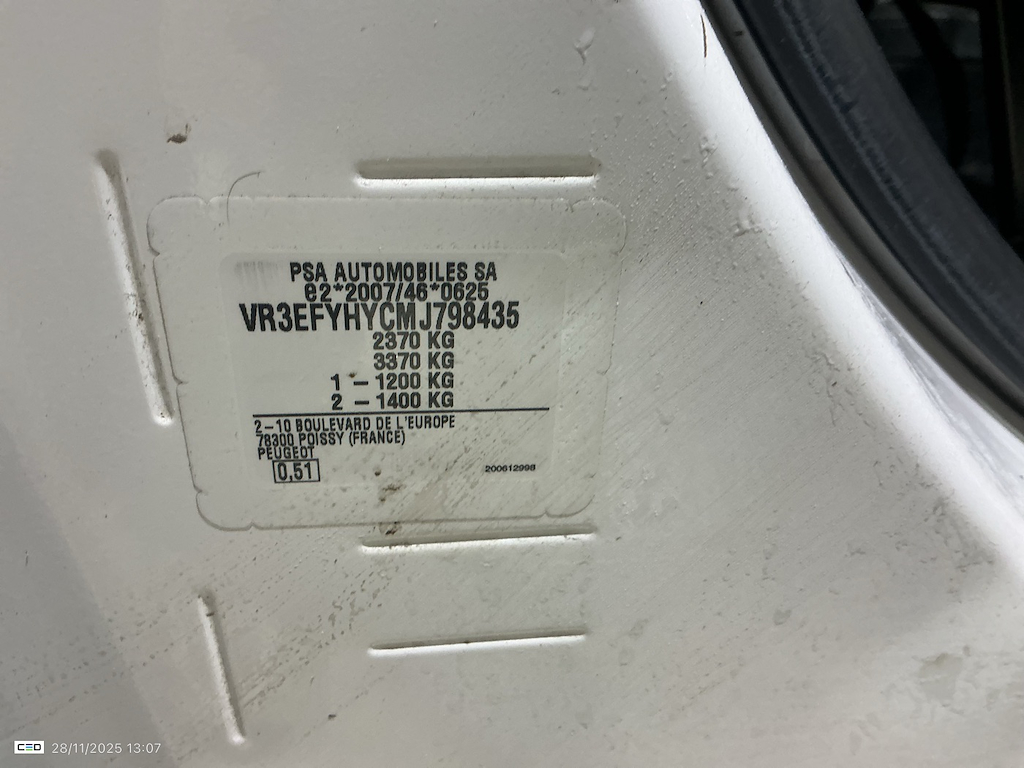 PSA AUTOMOBILES SA
e2*2007/46*0625
VR3EFYHYCMJ798435
2370 KG
3370 KG
1 - 1200 KG
2 - 1400 KG
2-10 BOULEVARD DE L'EUROPE
78300 POISSY (FRANCE)
PEUGEOT
0,51
200612998
CEO 28/11/2025 13:07